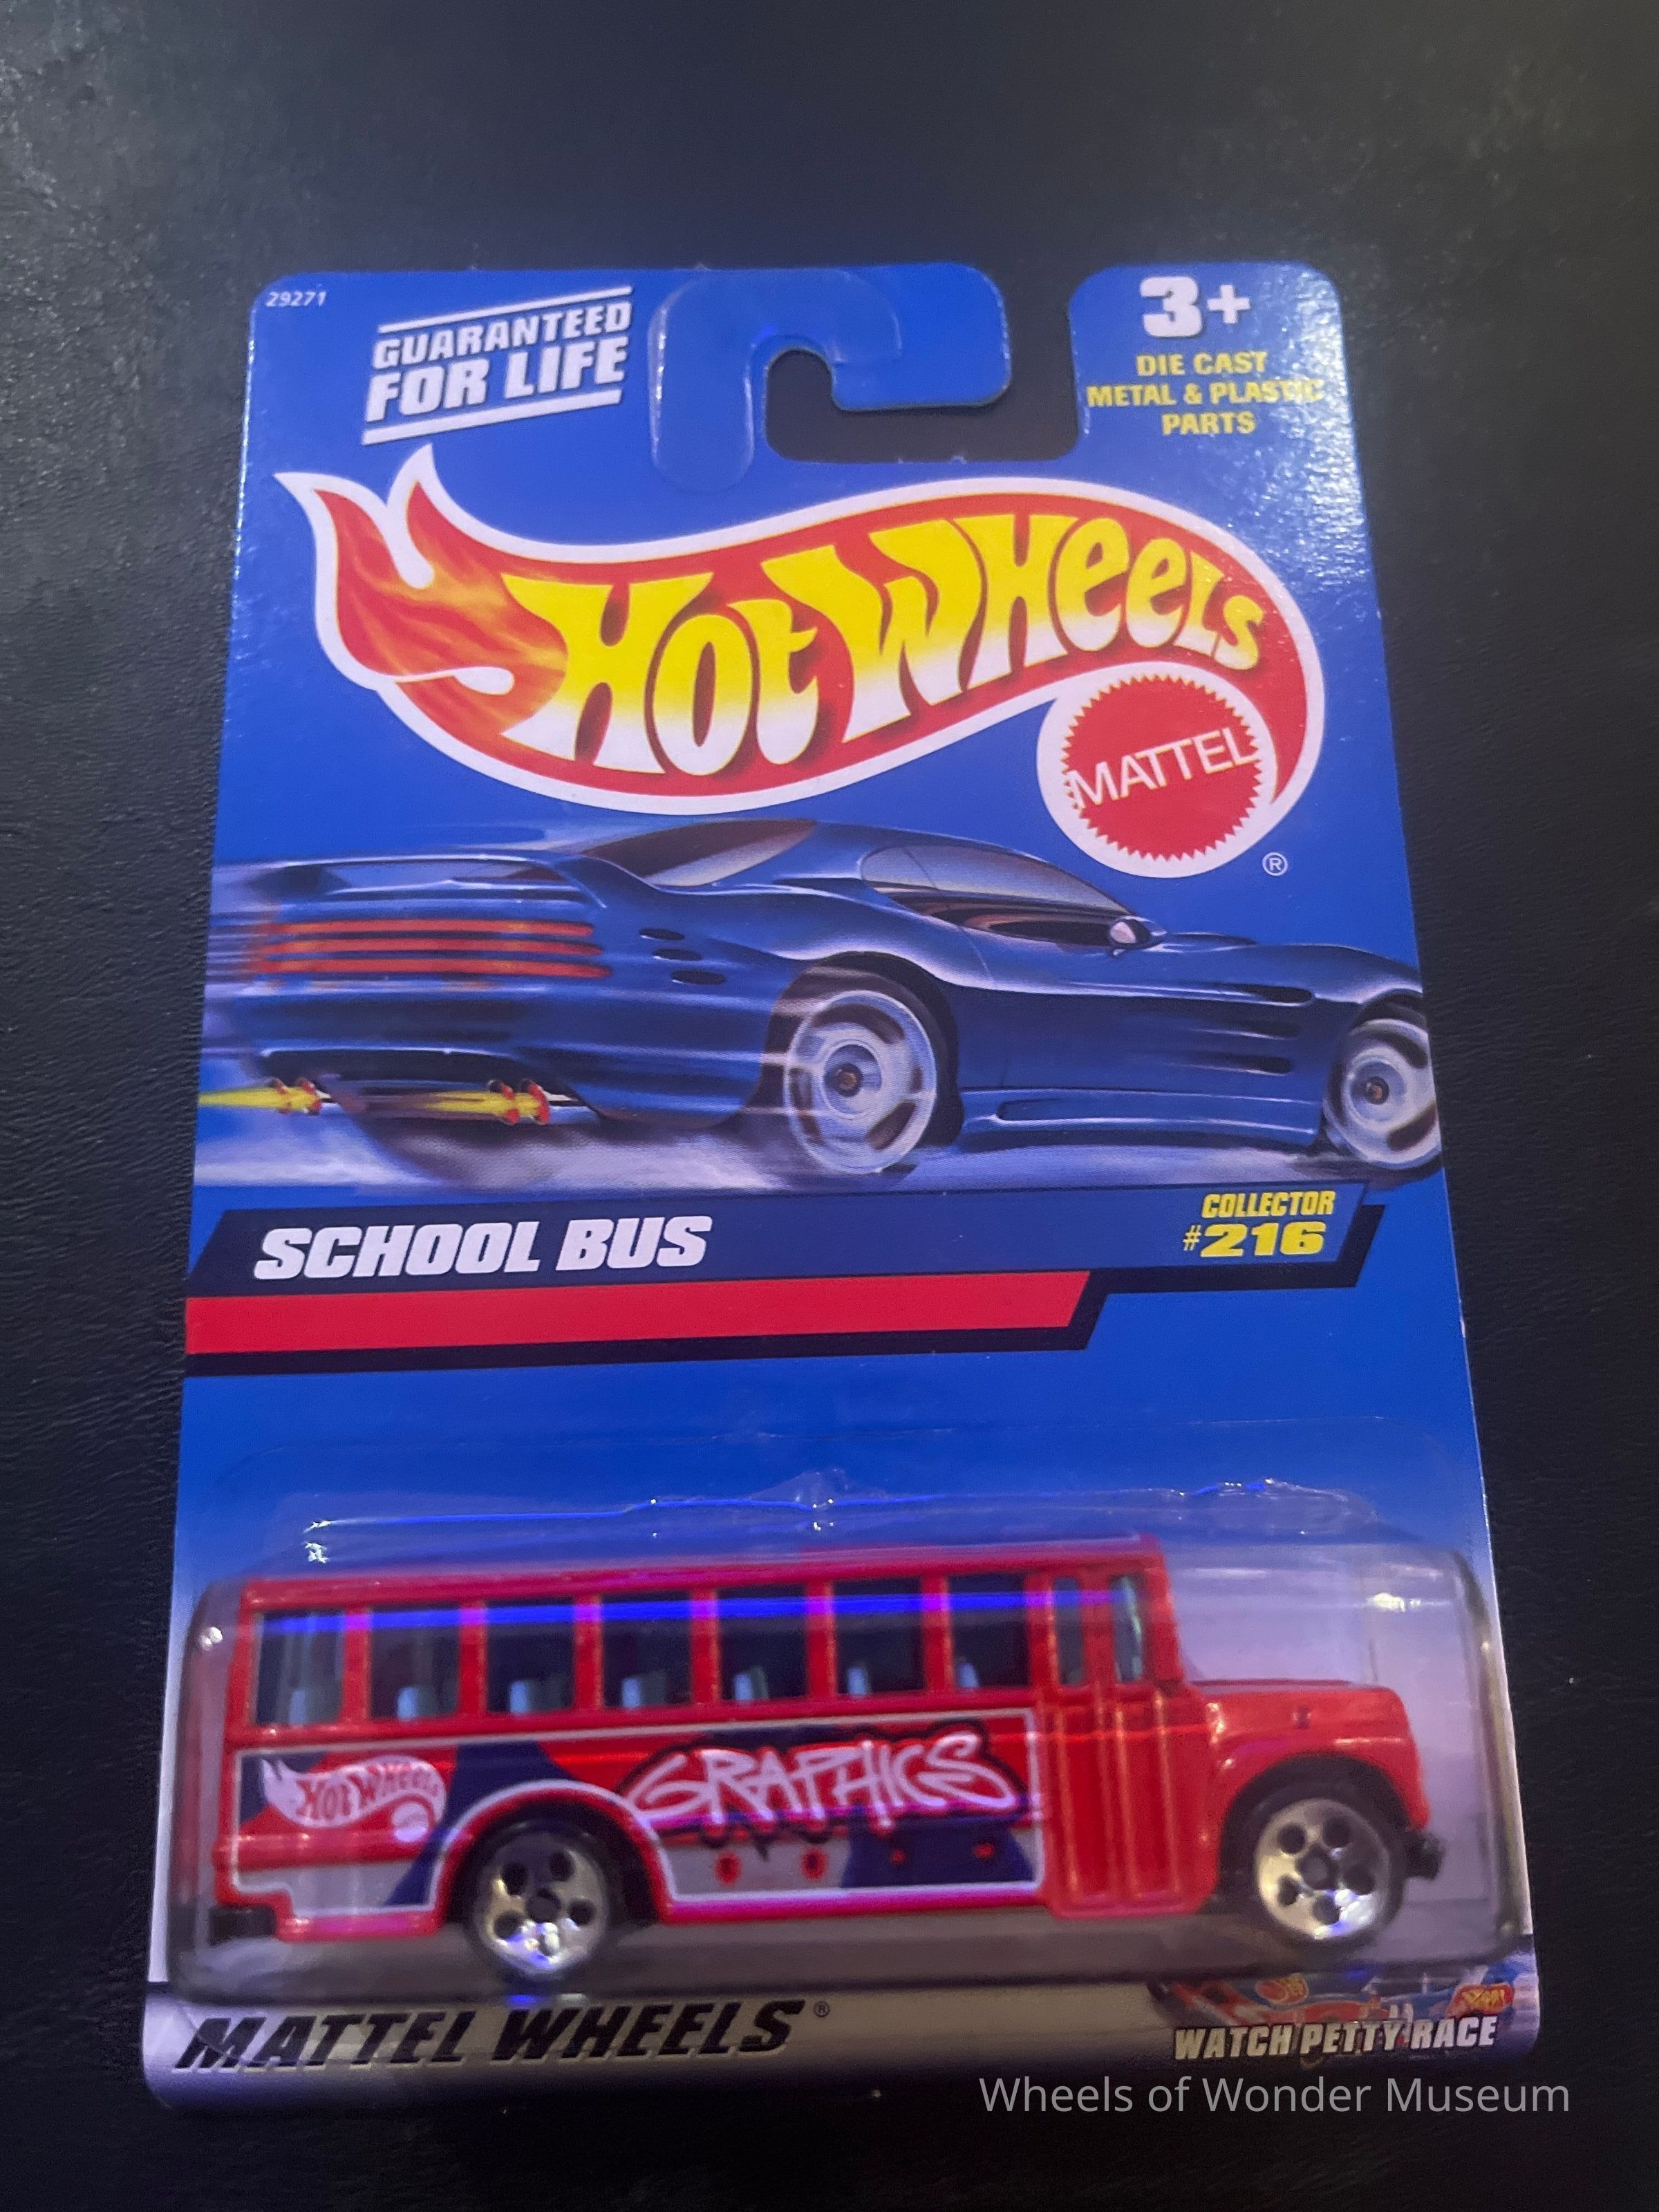 29271
GUARANTEED
FOR LIFE
3+
DIE CAST
METAL & PLASTIC
PARTS
HOT WHEELS
MATTEL
®
SCHOOL BUS
COLLECTOR
#216
HOT WHEELS
GRAPHICS
MATTEL WHEELS®
WATCH PETTY RACE
Wheels of Wonder Museum